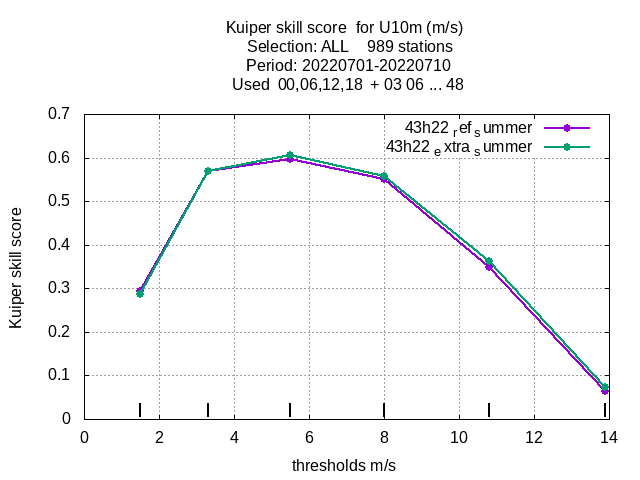 Kuiper skill score  for U10m (m/s)
Selection: ALL    989 stations
Period: 20220701-20220710
Used  00,06,12,18  + 03 06 ... 48
0.7
0.6
0.5
0.4
0.3
0.2
0.1
0
Kuiper skill score
43h22 ref summer
43h22 extra summer
0 2 4 6 8 10 12 14
thresholds m/s